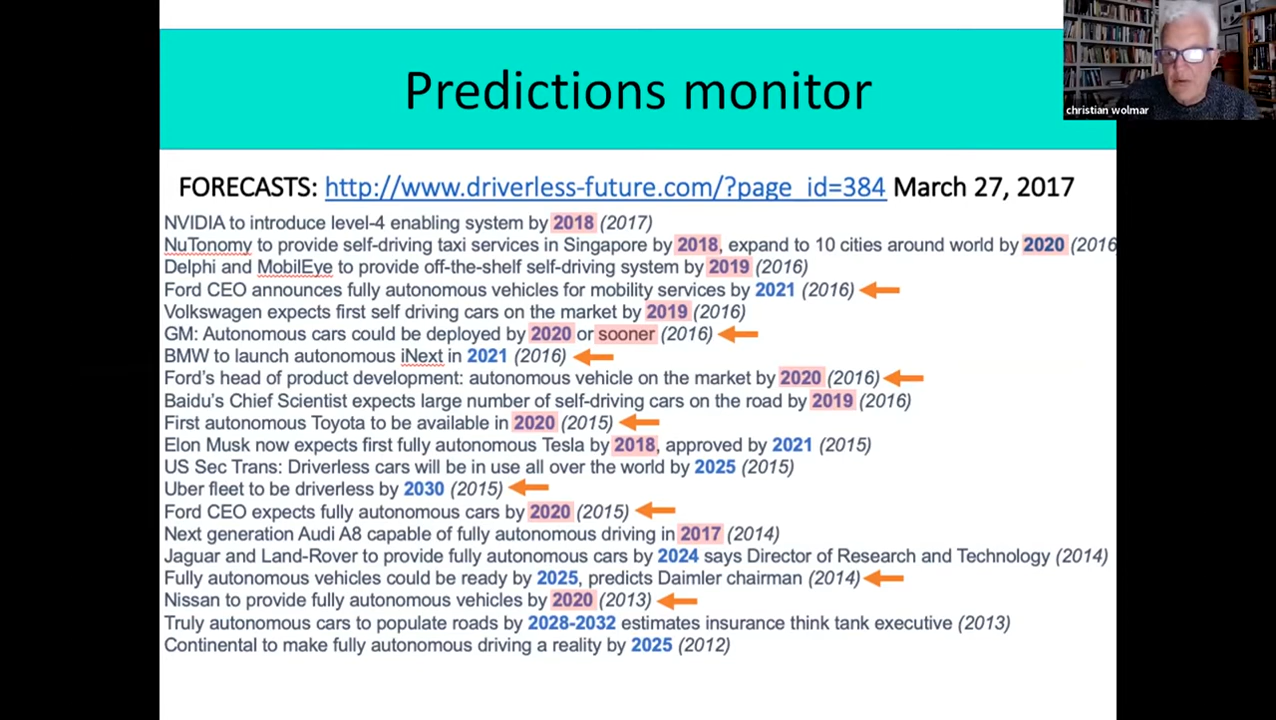 Predictions monitor
christian wolmar
FORECASTS: http://www.driverless-future.com/?page_id=384 March 27, 2017
NVIDIA to introduce level-4 enabling system by 2018 (2017)
NuTonomy to provide self-driving taxi services in Singapore by 2018, expand to 10 cities around world by 2020 (2016
Delphi and MobilEye to provide off-the-shelf self-driving system by 2019 (2016)
Ford CEO announces fully autonomous vehicles for mobility services by 2021 (2016)
Volkswagen expects first self driving cars on the market by 2019 (2016)
GM: Autonomous cars could be deployed by 2020 or sooner (2016)
BMW to launch autonomous iNext in 2021 (2016)
Ford's head of product development: autonomous vehicle on the market by 2020 (2016)
Baidu's Chief Scientist expects large number of self-driving cars on the road by 2019 (2016)
First autonomous Toyota to be available in 2020 (2015)
Elon Musk now expects first fully autonomous Tesla by 2018, approved by 2021 (2015)
US Sec Trans: Driverless cars will be in use all over the world by 2025 (2015)
Uber fleet to be driverless by 2030 (2015)
Ford CEO expects fully autonomous cars by 2020 (2015)
Next generation Audi A8 capable of fully autonomous driving in 2017 (2014)
Jaguar and Land-Rover to provide fully autonomous cars by 2024 says Director of Research and Technology (2014)
Fully autonomous vehicles could be ready by 2025, predicts Daimler chairman (2014)
Nissan to provide fully autonomous vehicles by 2020 (2013)
Truly autonomous cars to populate roads by 2028-2032 estimates insurance think tank executive (2013)
Continental to make fully autonomous driving a reality by 2025 (2012)